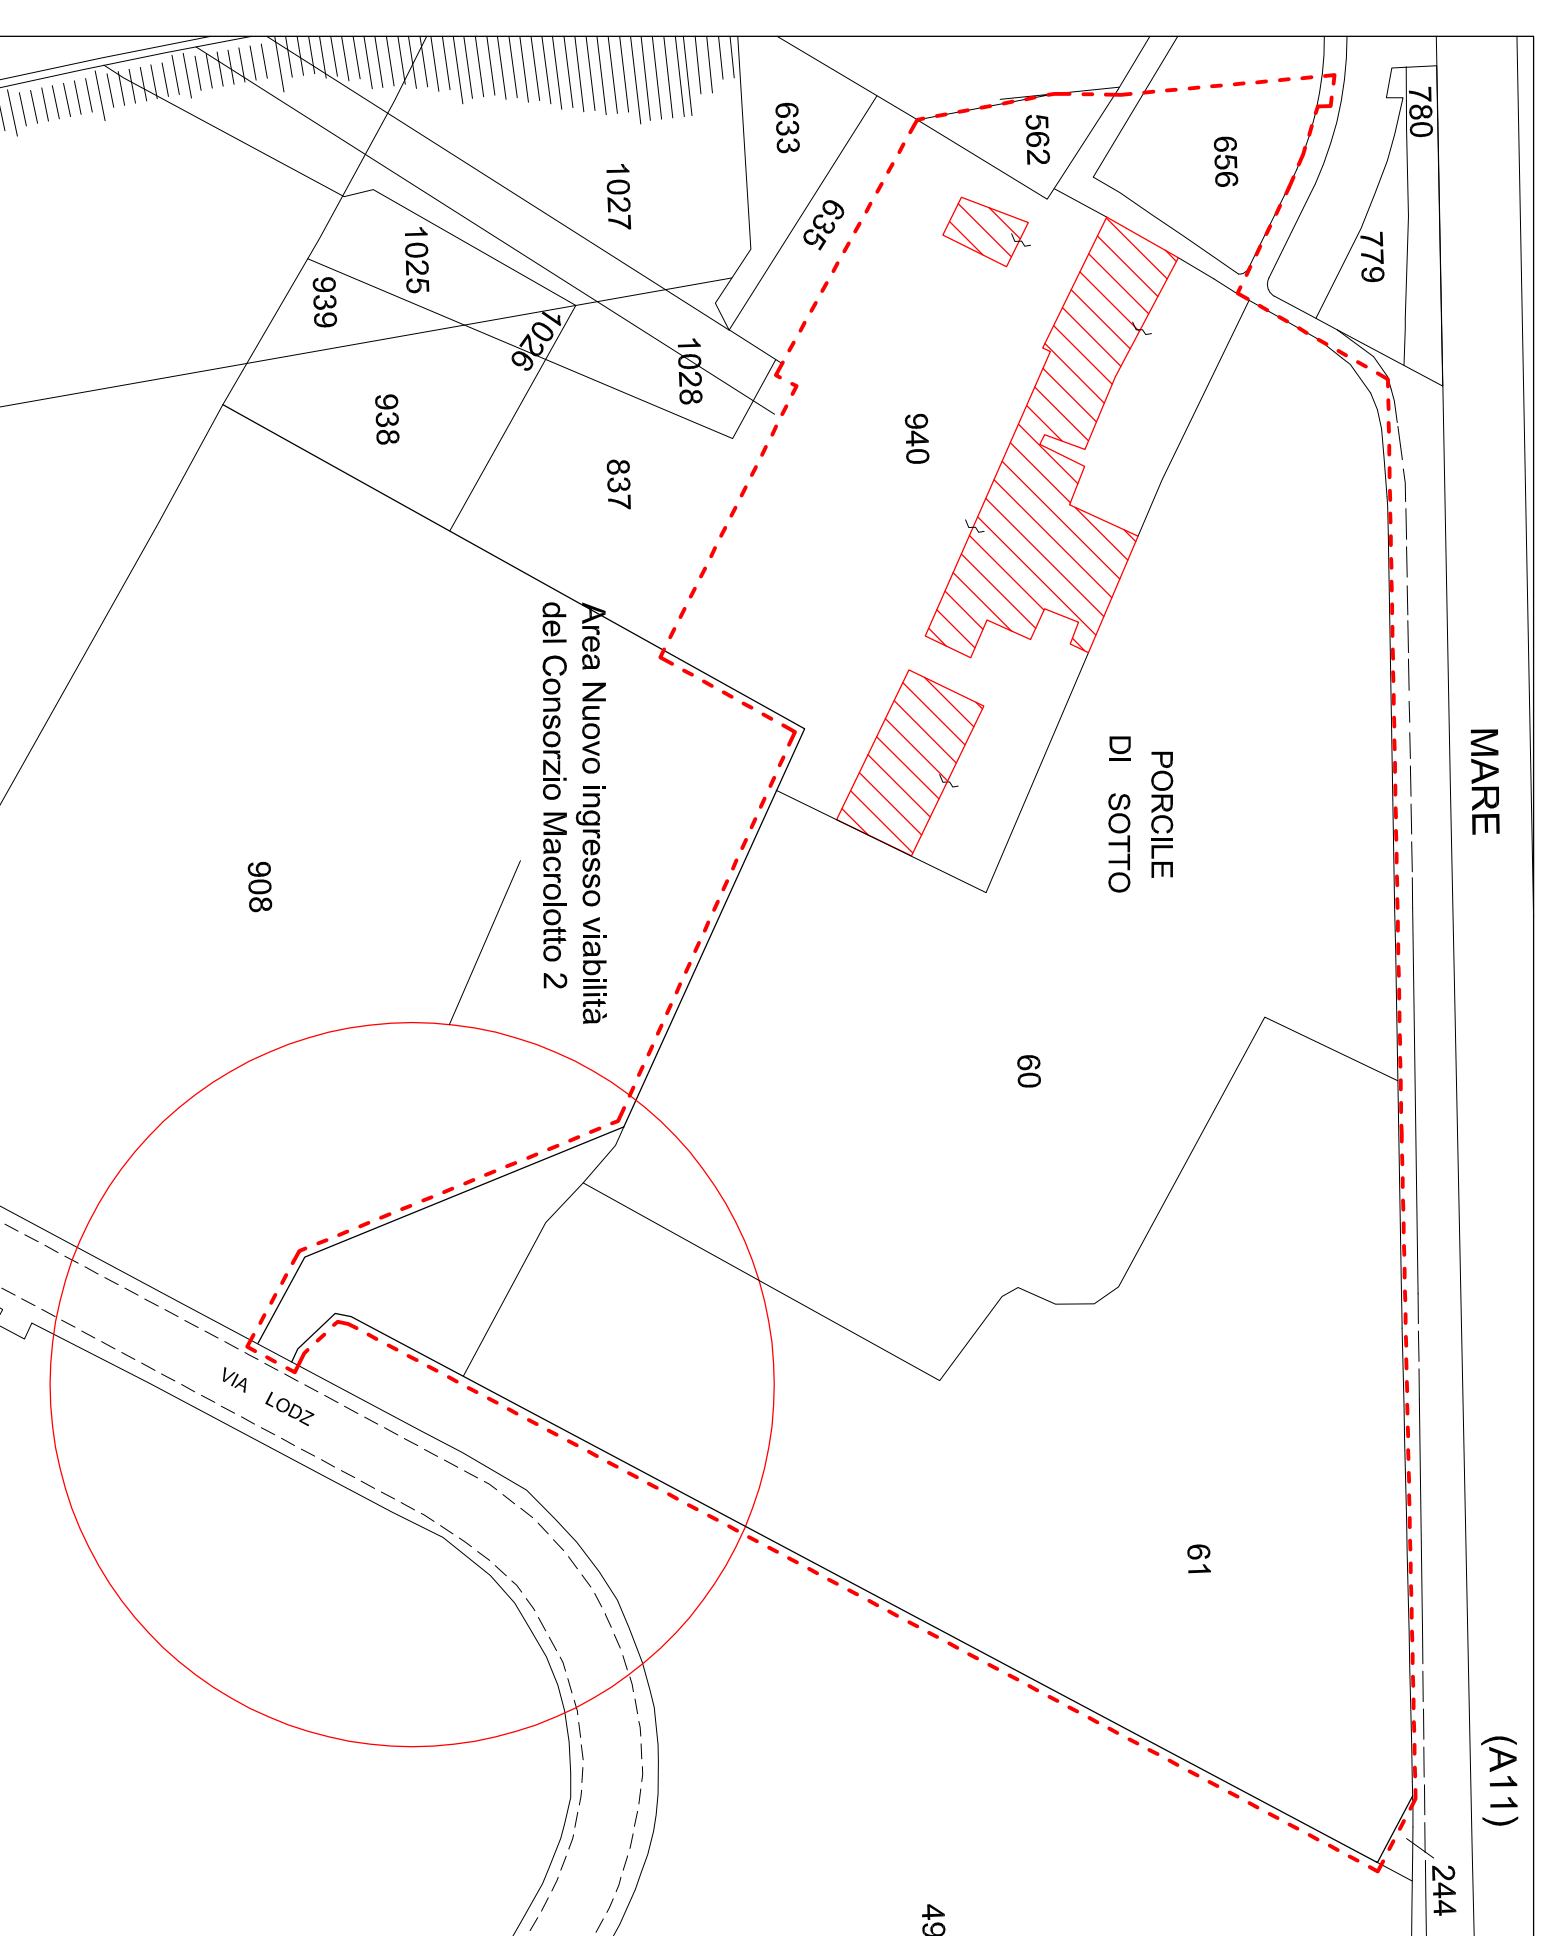 780
779
656
562
633
635
1027
1025
939
1026
1028
938
837
940
MARE
(A11)
PORCILE
DI SOTTO
Area Nuovo ingresso viabilità
del Consorzio Macrolotto 2
908
60
61
VIA LODZ
244
49